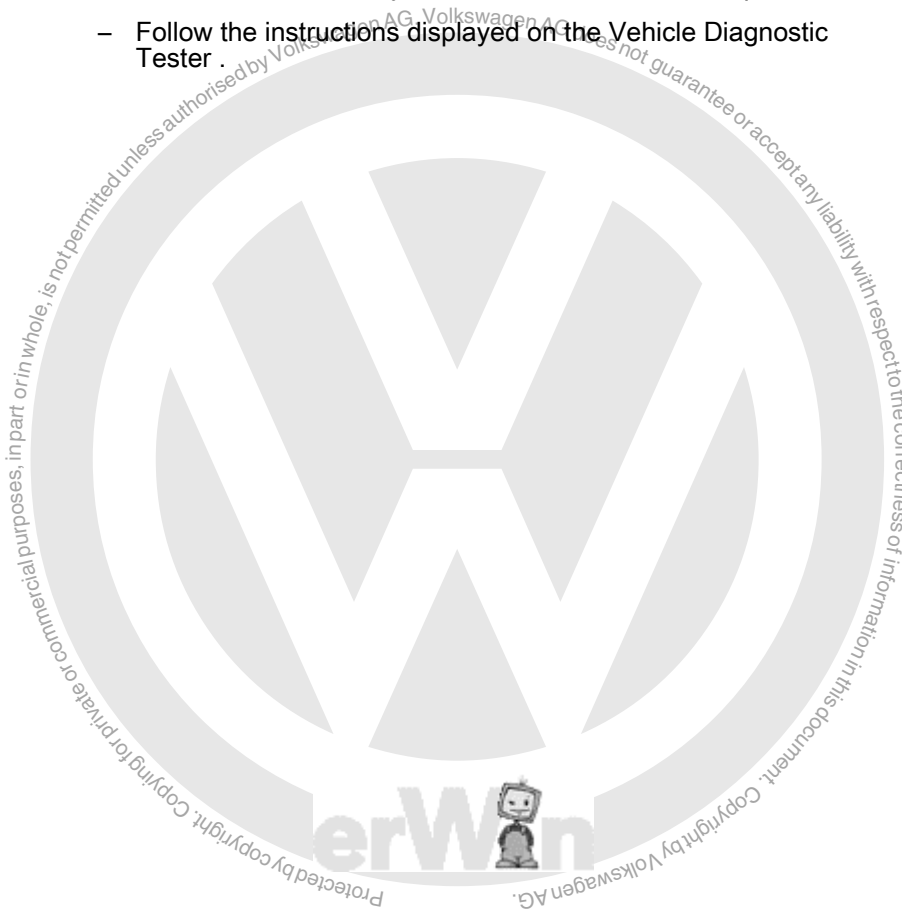 – Follow the instructions displayed on the Vehicle Diagnostic
Tester .
Protected by copyright. Copying for private or commercial purposes, in part or in whole, is not permitted unless authorised by Volkswagen AG. Volkswagen AG does not guarantee or accept any liability with respect to the correctness of information in this document. Copyright by Volkswagen AG.
erWin